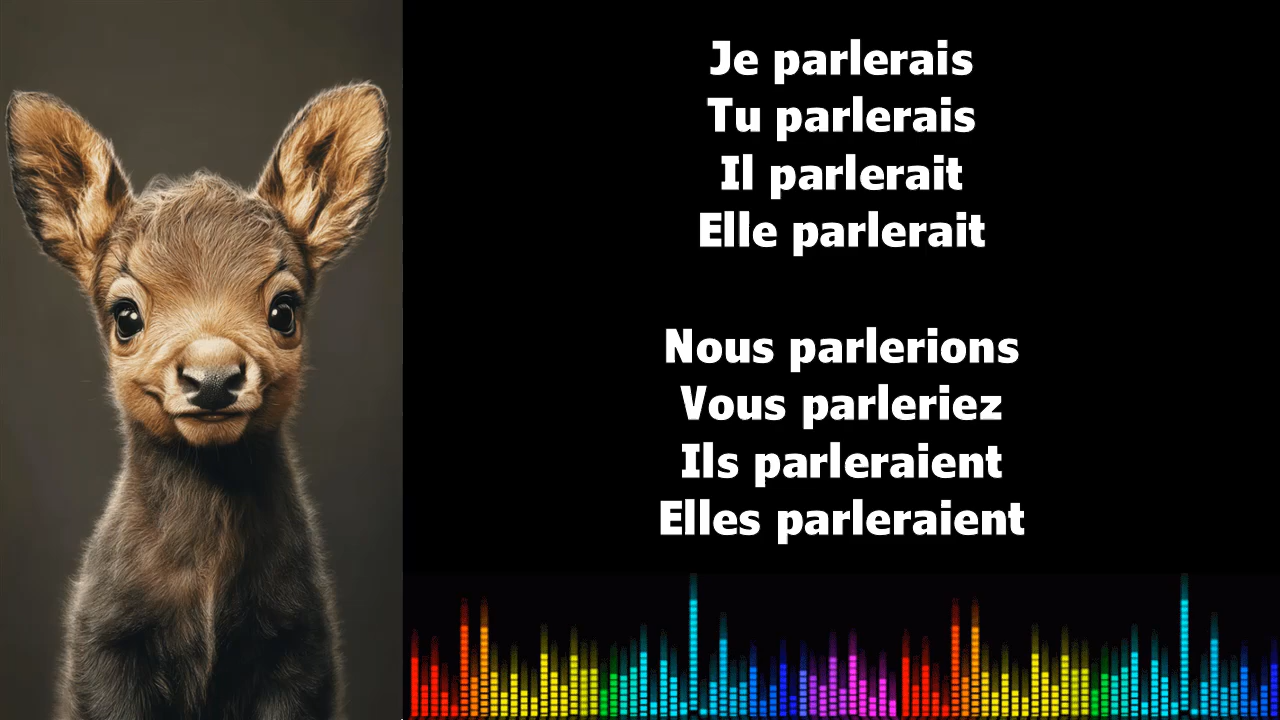 Je parlerais
Tu parlerais
Il parlerait
Elle parlerait
Nous parlerions
Vous parleriez
Ils parleraient
Elles parleraient